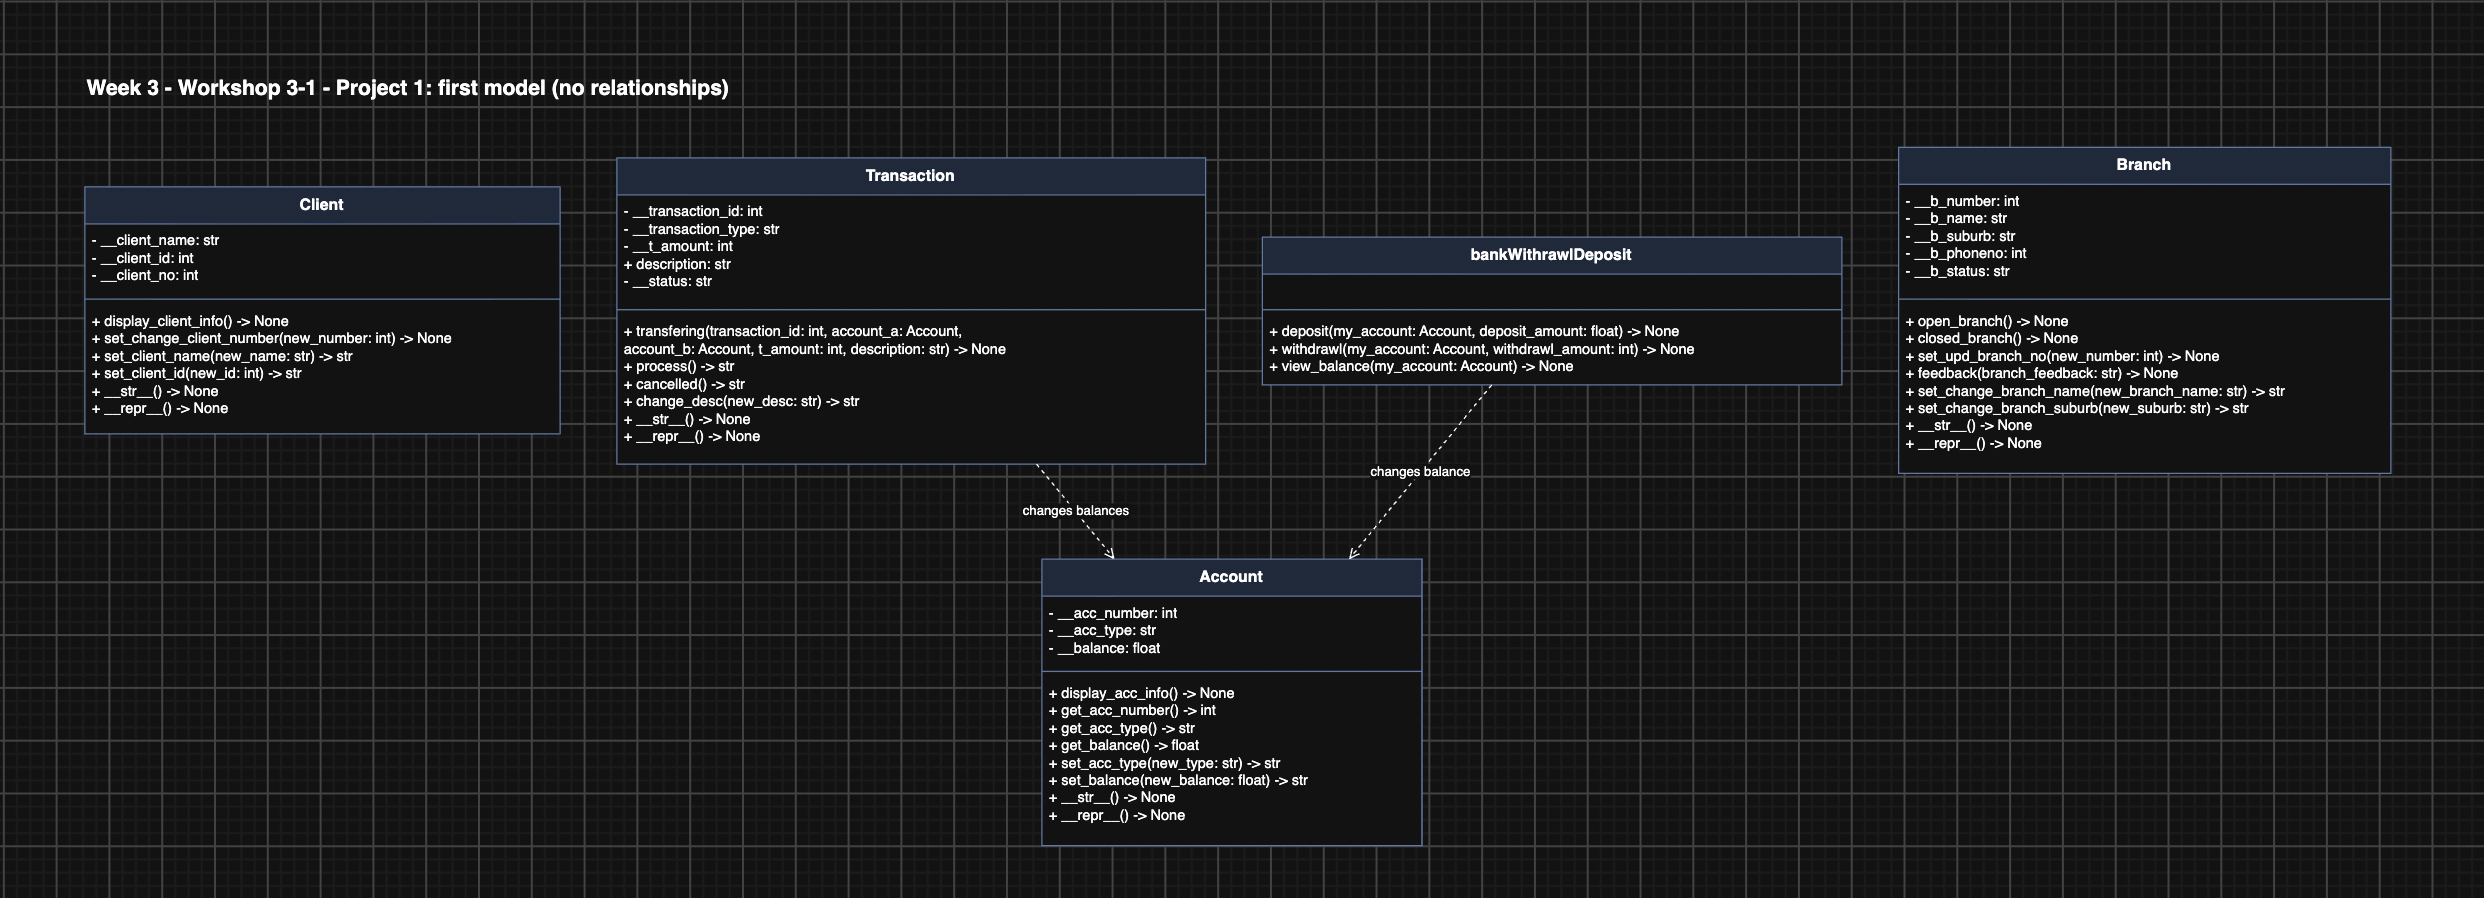 Week 3 - Workshop 3-1 - Project 1: first model (no relationships)
Client
- __client_name: str
- __client_id: int
- __client_no: int
+ display_client_info() -> None
+ set_change_client_number(new_number: int) -> None
+ set_client_name(new_name: str) -> str
+ set_client_id(new_id: int) -> str
+ __str__() -> None
+ __repr__() -> None
Transaction
- __transaction_id: int
- __transaction_type: str
- __t_amount: int
+ description: str
- __status: str
+ transfering(transaction_id: int, account_a: Account,
account_b: Account, t_amount: int, description: str) -> None
+ process() -> str
+ cancelled() -> str
+ change_desc(new_desc: str) -> str
+ __str__() -> None
+ __repr__() -> None
bankWithrawlDeposit
+ deposit(my_account: Account, deposit_amount: float) -> None
+ withdrawl(my_account: Account, withdrawl_amount: int) -> None
+ view_balance(my_account: Account) -> None
Branch
- __b_number: int
- __b_name: str
- __b_suburb: str
- __b_phoneno: int
- __b_status: str
+ open_branch() -> None
+ closed_branch() -> None
+ set_upd_branch_no(new_number: int) -> None
+ feedback(branch_feedback: str) -> None
+ set_change_branch_name(new_branch_name: str) -> str
+ set_change_branch_suburb(new_suburb: str) -> str
+ __str__() -> None
+ __repr__() -> None
changes balances
changes balance
Account
- __acc_number: int
- __acc_type: str
- __balance: float
+ display_acc_info() -> None
+ get_acc_number() -> int
+ get_acc_type() -> str
+ get_balance() -> float
+ set_acc_type(new_type: str) -> str
+ set_balance(new_balance: float) -> str
+ __str__() -> None
+ __repr__() -> None